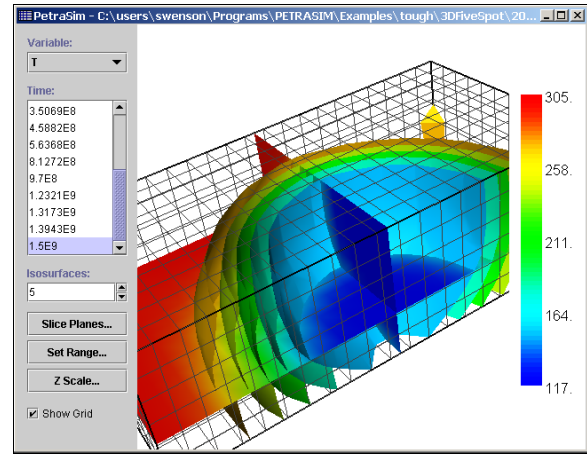 PetraSim - C:\users\swenson\Programs\PETRASIM\Examples\tough\3DFiveSpot\20...
Variable:
T
Time:
3.5069E8
4.5882E8
5.6368E8
8.1272E8
9.7E8
1.2321E9
1.3173E9
1.3943E9
1.5E9
Isosurfaces:
5
Slice Planes...
Set Range...
Z Scale...
Show Grid
305.
258.
211.
164.
117.